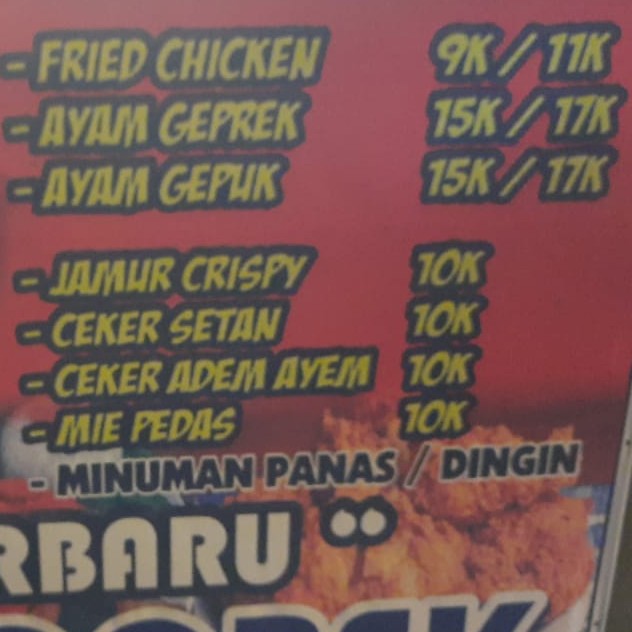 - FRIED CHICKEN 9K / 11K
- AYAM GEPREK 15K / 17K
- AYAM GEPUK 15K / 17K
- JAMUR CRISPY 10K
- CEKER SETAN 10K
- CEKER ADEM AYEM 10K
- MIE PEDAS 10K
- MINUMAN PANAS / DINGIN
RBARU "